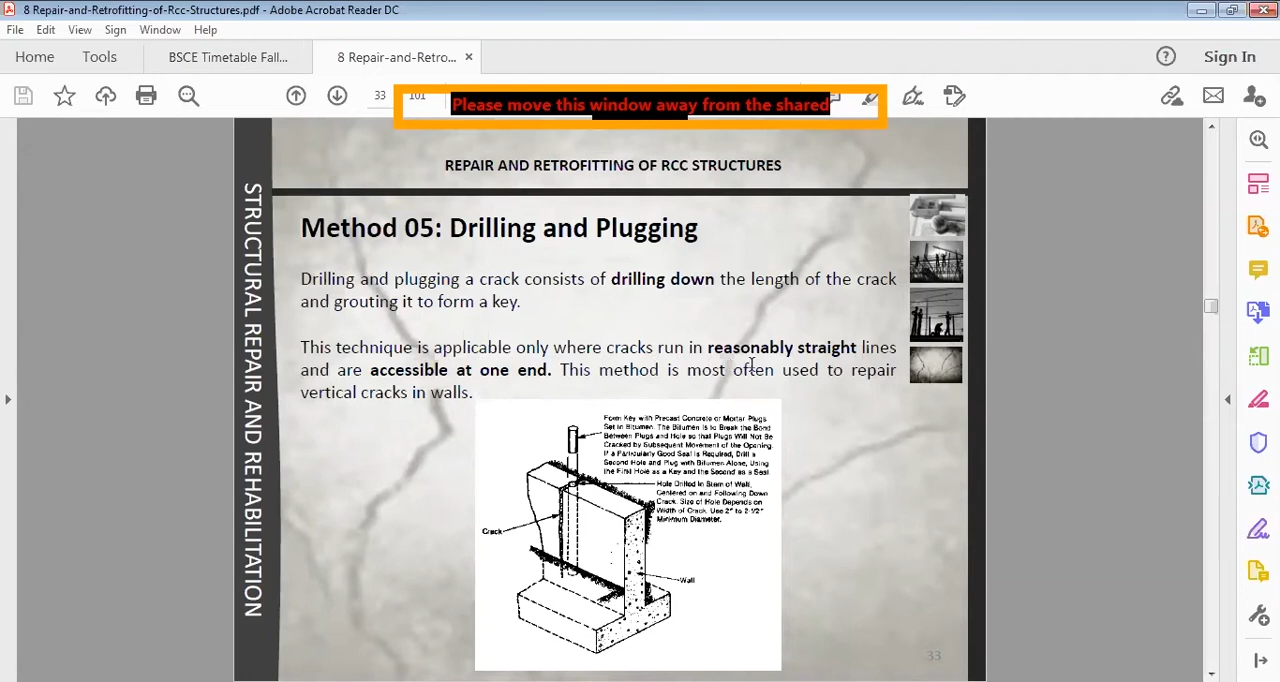 8 Repair-and-Retrofitting-of-Rcc-Structures.pdf - Adobe Acrobat Reader DC
File Edit View Sign Window Help
Home Tools BSCE Timetable Fall... 8 Repair-and-Retro... × Sign In
33 101
Please move this window away from the shared
REPAIR AND RETROFITTING OF RCC STRUCTURES
STRUCTURAL REPAIR AND REHABILITATION
Method 05: Drilling and Plugging
Drilling and plugging a crack consists of drilling down the length of the crack
and grouting it to form a key.
This technique is applicable only where cracks run in reasonably straight lines
and are accessible at one end. This method is most often used to repair
vertical cracks in walls.
Form Key with Precast Concrete or Mortar Plugs
Set in Bitumen. The Bitumen is to Break the Bond
Between Plugs and Hole so that Plugs Will Not Be
Cracked by Subsequent Movement of the Opening.
If a Particularly Good Seal is Required, Drill a
Second Hole and Plug with Bitumen Alone, Using
the First Hole as a Key and the Second as a Seal.
Hole Drilled in Stem of Wall,
Centered on and Following Down
Crack. Size of Hole Depends on
Width of Crack. Use 2" to 2-1/2"
Minimum Diameter.
Crack
Wall
33